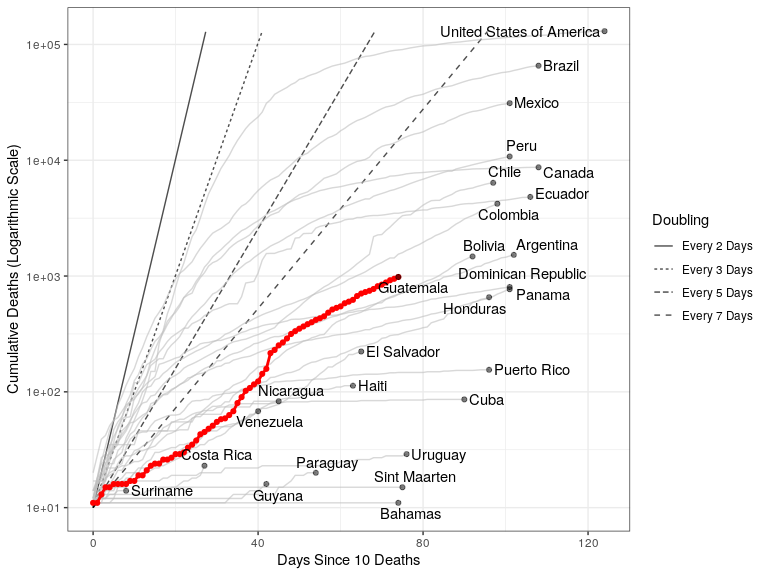 United States of America
1e+05
Brazil
Mexico
Peru
1e+04
Chile
Canada
Ecuador
Colombia
Doubling
Every 2 Days
Every 3 Days
Every 5 Days
Every 7 Days
Bolivia
Argentina
1e+03
Dominican Republic
Guatemala
Panama
Honduras
El Salvador
Puerto Rico
1e+02
Haiti
Nicaragua
Cuba
Venezuela
Costa Rica
Uruguay
Paraguay
Sint Maarten
Suriname
Guyana
1e+01
Bahamas
0
40
80
120
Days Since 10 Deaths
Cumulative Deaths (Logarithmic Scale)